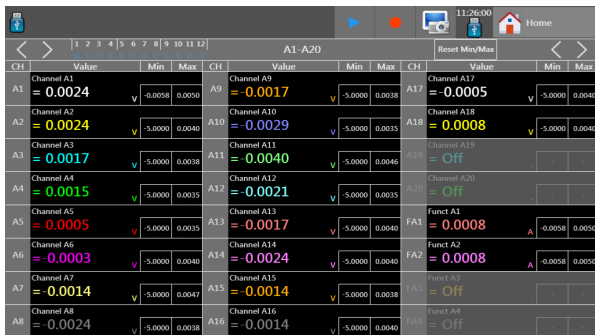 11:26:00
Home
1 2 3 4 5 6 7 8 9 10 11 12
A1-A20
Reset Min/Max
CH Value Min Max CH Value Min Max CH Value Min Max
Channel A1 Channel A9 Channel A17
A1 = 0.0024 V -0.0058 0.0050 A9 =-0.0017 V -5.0000 0.0038 A17 =-0.0005 V -5.0000 0.0040
Channel A2 Channel A10 Channel A18
A2 = 0.0024 V -5.0000 0.0040 A10 =-0.0029 V -5.0000 0.0035 A18 = 0.0008 V -5.0000 0.0040
Channel A3 Channel A11 Channel A19
A3 = 0.0017 V -5.0000 0.0038 A11 =-0.0040 V -5.0000 0.0046 A19 = Off - - -
Channel A4 Channel A12 Channel A20
A4 = 0.0015 V -5.0000 0.0035 A12 =-0.0021 V -5.0000 0.0035 A20 = Off - - -
Channel A5 Channel A13 Funct A1
A5 = 0.0005 V -5.0000 0.0035 A13 =-0.0017 V -5.0000 0.0040 FA1 = 0.0008 A -0.0058 0.0050
Channel A6 Channel A14 Funct A2
A6 =-0.0003 V -5.0000 0.0040 A14 =-0.0024 V -5.0000 0.0040 FA2 = 0.0008 A -0.0058 0.0050
Channel A7 Channel A15 Funct A3
A7 =-0.0014 V -5.0000 0.0047 A15 =-0.0014 V -5.0000 0.0038 FA3 = Off - - -
Channel A8 Channel A16 Funct A4
A8 =-0.0024 V -5.0000 0.0038 A16 =-0.0014 V -5.0000 0.0040 FA4 = Off - - -